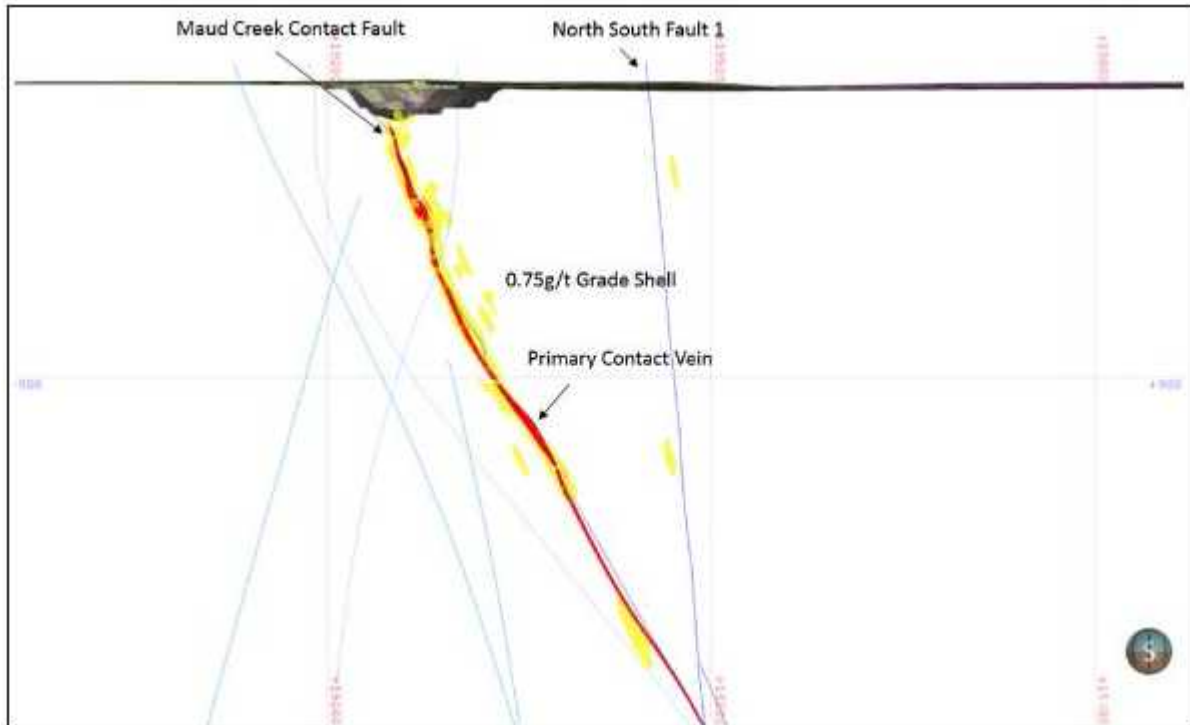 Maud Creek Contact Fault
North South Fault 1
0.75g/t Grade Shell
Primary Contact Vein
S